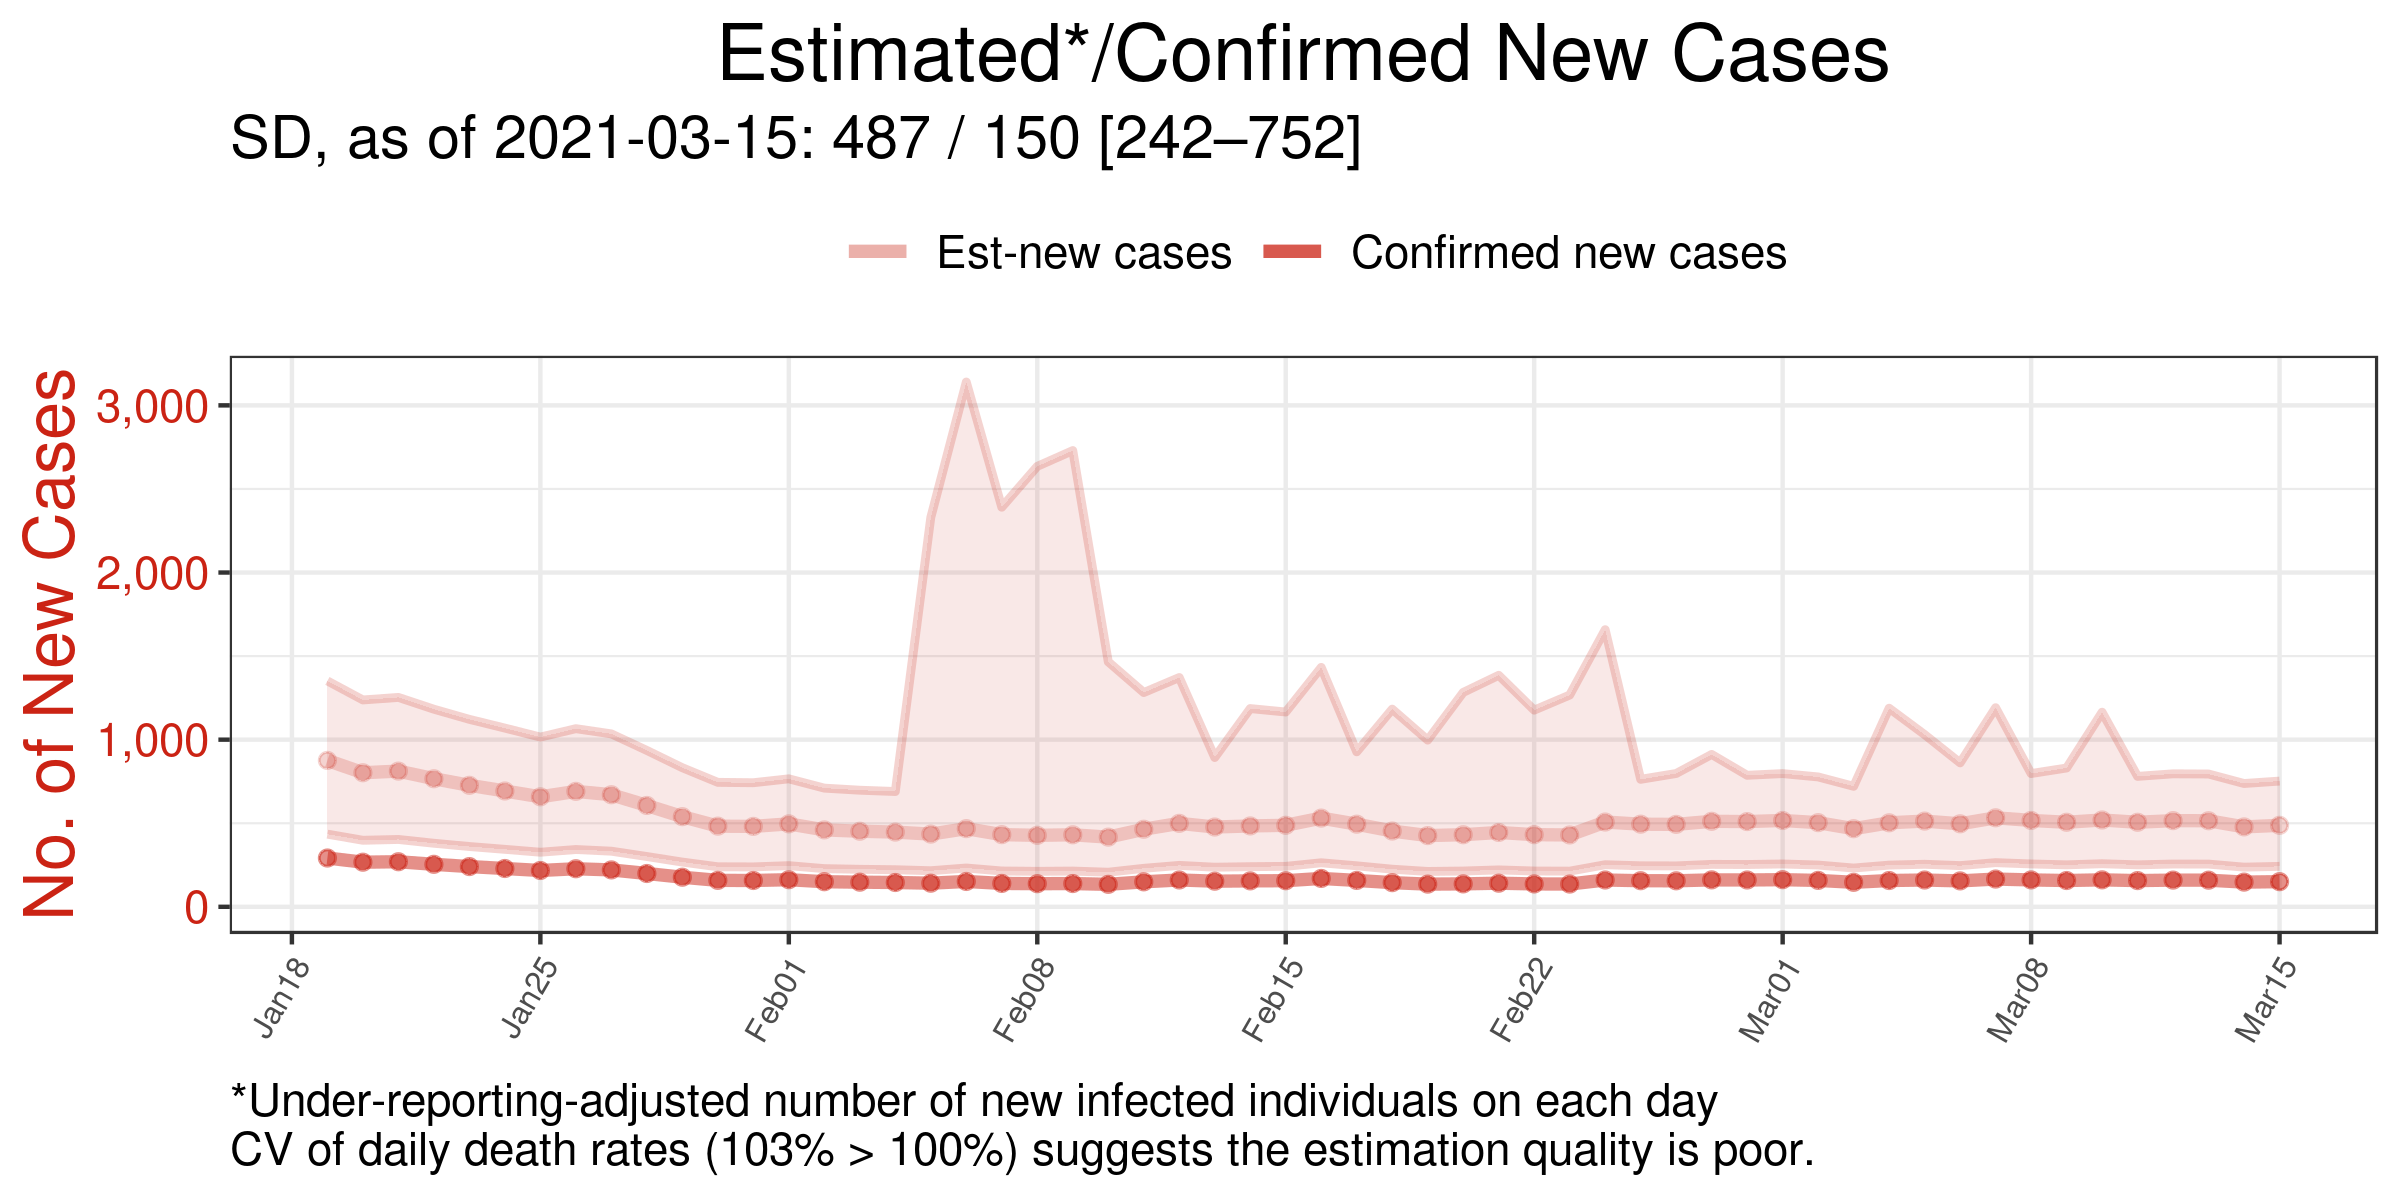 Estimated*/Confirmed New Cases
SD, as of 2021-03-15: 487 / 150 [242–752]
Est-new cases
Confirmed new cases
No. of New Cases
3,000
2,000
1,000
0
Jan18
Jan25
Feb01
Feb08
Feb15
Feb22
Mar01
Mar08
Mar15
*Under-reporting-adjusted number of new infected individuals on each day
CV of daily death rates (103% > 100%) suggests the estimation quality is poor.